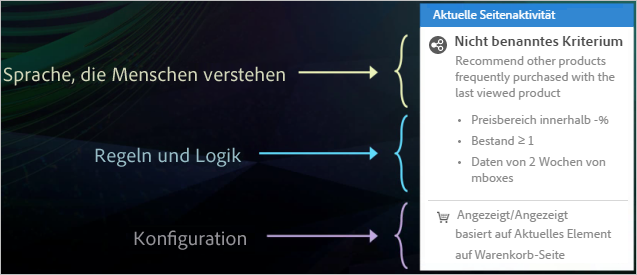 Aktuelle Seitenaktivität
Nicht benanntes Kriterium
Sprache, die Menschen verstehen
Recommend other products
frequently purchased with the
last viewed product
Regeln und Logik
• Preisbereich innerhalb -%
• Bestand ≥ 1
• Daten von 2 Wochen von
mboxes
Konfiguration
Angezeigt/Angezeigt
basiert auf Aktuelles Element
auf Warenkorb-Seite